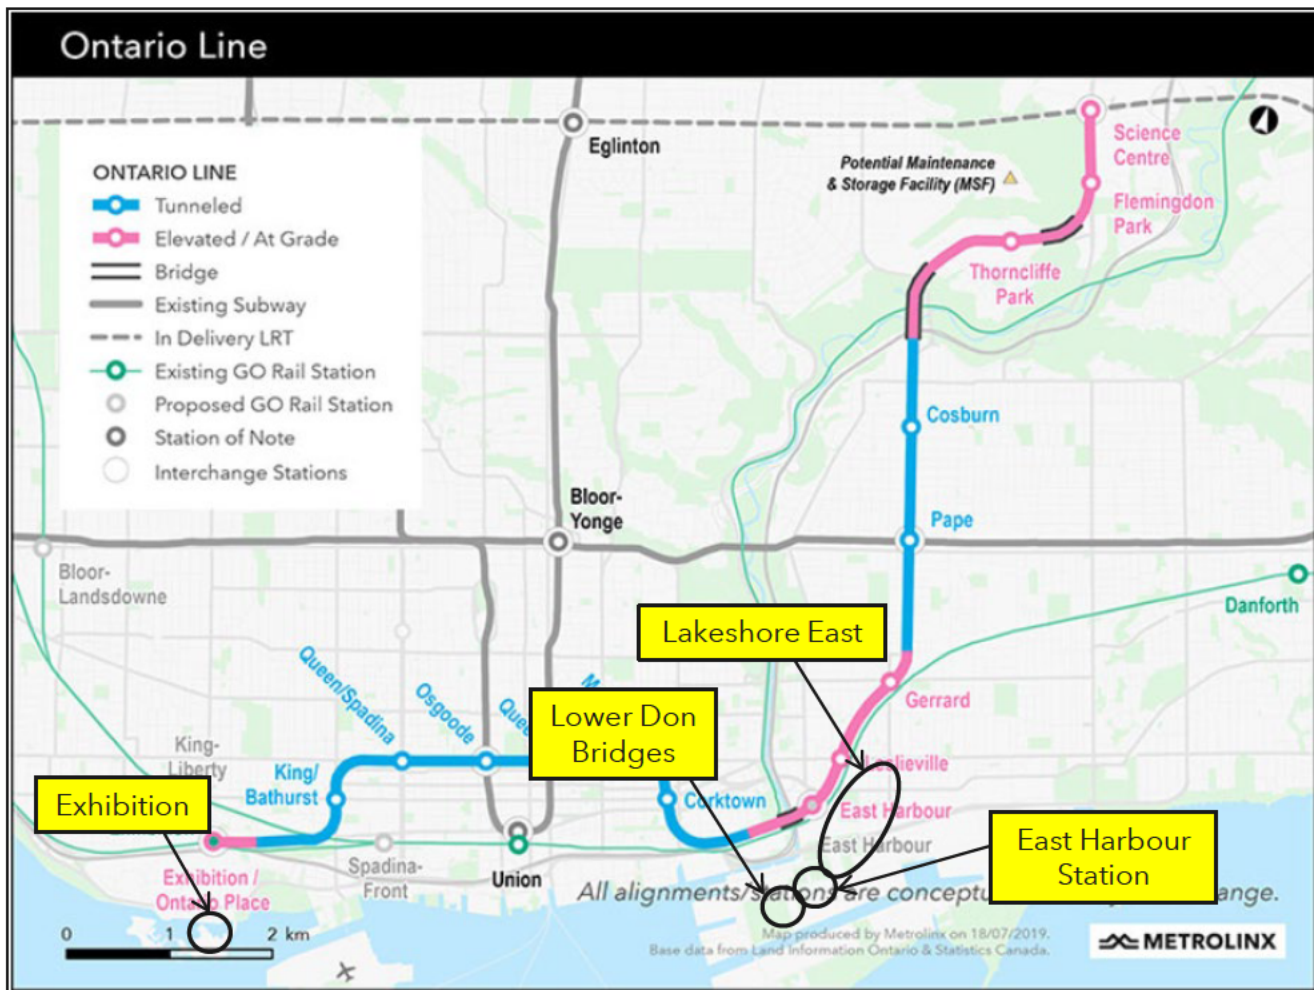 Ontario Line
ONTARIO LINE
Tunneled
Elevated / At Grade
Bridge
Existing Subway
In Delivery LRT
Existing GO Rail Station
Proposed GO Rail Station
Station of Note
Interchange Stations
Eglinton
Potential Maintenance
& Storage Facility (MSF)
Science
Centre
Flemingdon
Park
Thorncliffe
Park
Cosburn
Bloor-
Yonge
Pape
Bloor-
Landsdowne
Danforth
Lakeshore East
Queen/Spadina
Osgoode
Gerrard
Lower Don
Bridges
King-
Liberty
King/
Bathurst
Leslieville
Exhibition
Corktown
East Harbour
East Harbour
East Harbour
Station
Spadina-
Front
Union
Exhibition /
Ontario Place
All alignments/stations are
0 1 2 km
Map produced by Metrolinx on 18/07/2019.
Base data from Land Information Ontario & Statistics Canada.
METROLINX